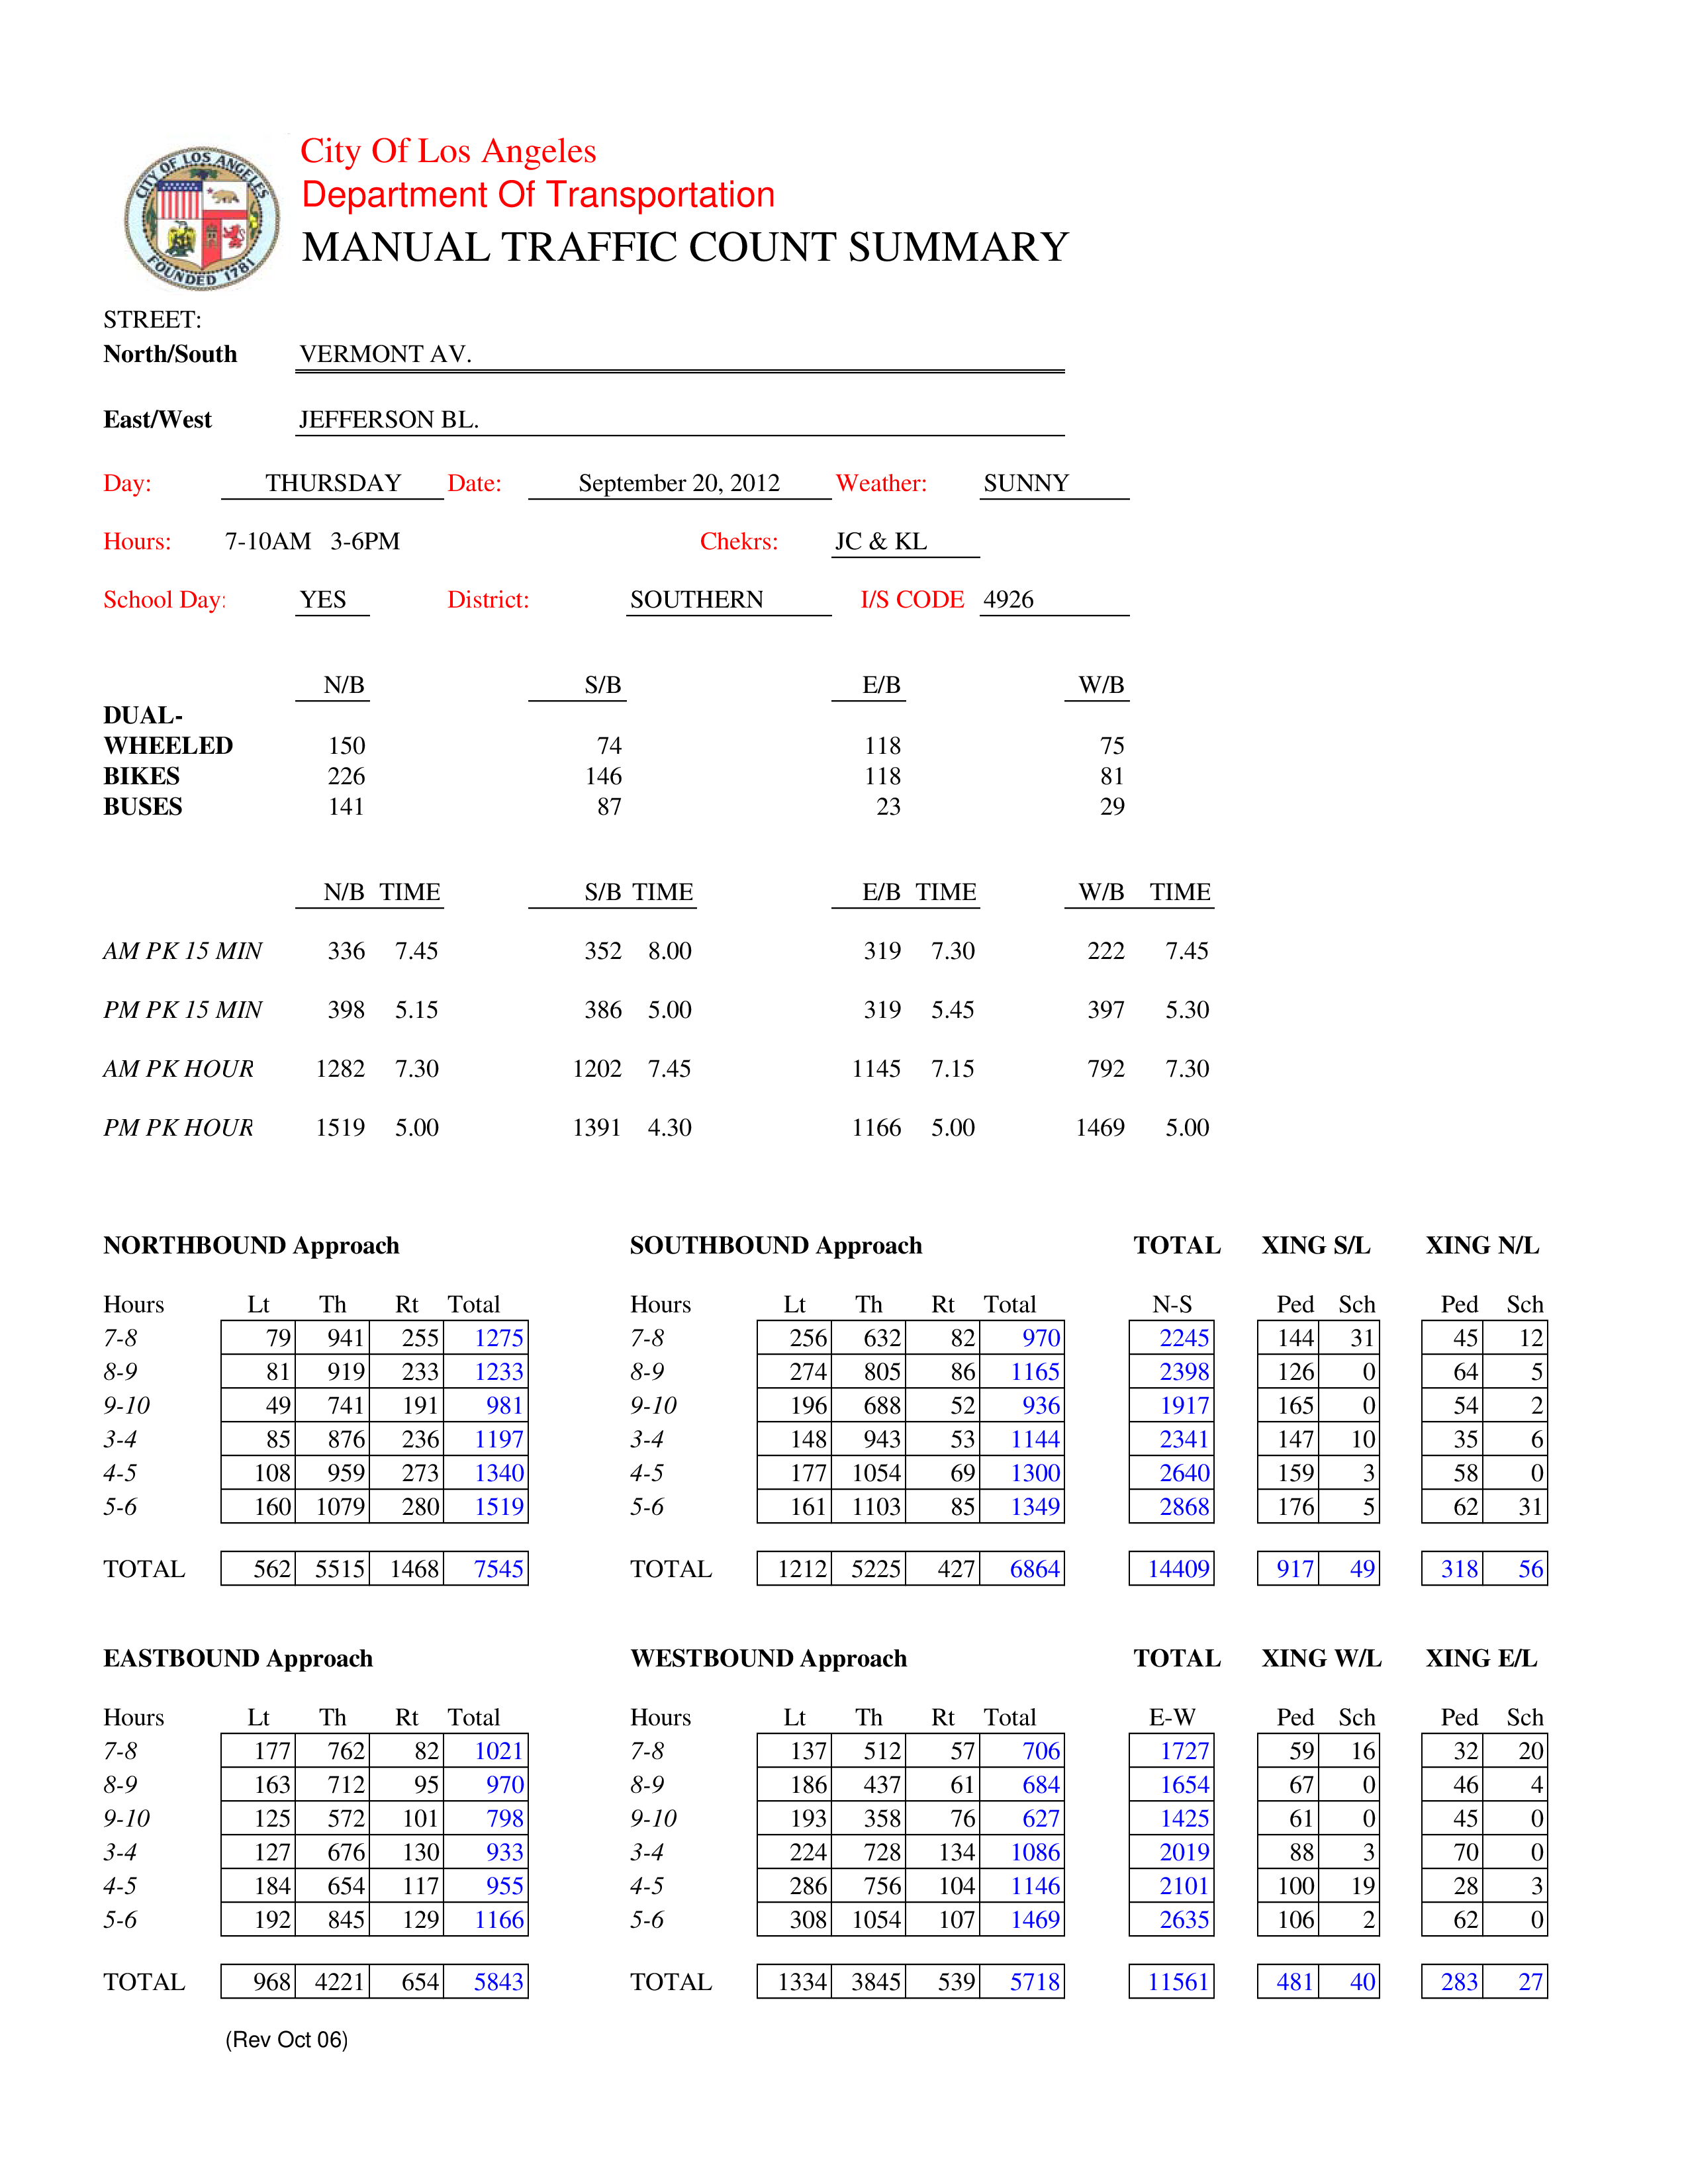 CITY OF LOS ANGELES
FOUNDED 1781
City Of Los Angeles
Department Of Transportation
MANUAL TRAFFIC COUNT SUMMARY
STREET:
North/South VERMONT AV.
East/West JEFFERSON BL.
Day: THURSDAY Date: September 20, 2012 Weather: SUNNY
Hours: 7-10AM 3-6PM Chekrs: JC & KL
School Day: YES District: SOUTHERN I/S CODE 4926
N/B S/B E/B W/B
DUAL-
WHEELED 150 74 118 75
BIKES 226 146 118 81
BUSES 141 87 23 29
N/B TIME S/B TIME E/B TIME W/B TIME
AM PK 15 MIN 336 7.45 352 8.00 319 7.30 222 7.45
PM PK 15 MIN 398 5.15 386 5.00 319 5.45 397 5.30
AM PK HOUR 1282 7.30 1202 7.45 1145 7.15 792 7.30
PM PK HOUR 1519 5.00 1391 4.30 1166 5.00 1469 5.00
NORTHBOUND Approach SOUTHBOUND Approach TOTAL XING S/L XING N/L
Hours Lt Th Rt Total Hours Lt Th Rt Total N-S Ped Sch Ped Sch
7-8 79 941 255 1275 7-8 256 632 82 970 2245 144 31 45 12
8-9 81 919 233 1233 8-9 274 805 86 1165 2398 126 0 64 5
9-10 49 741 191 981 9-10 196 688 52 936 1917 165 0 54 2
3-4 85 876 236 1197 3-4 148 943 53 1144 2341 147 10 35 6
4-5 108 959 273 1340 4-5 177 1054 69 1300 2640 159 3 58 0
5-6 160 1079 280 1519 5-6 161 1103 85 1349 2868 176 5 62 31
TOTAL 562 5515 1468 7545 TOTAL 1212 5225 427 6864 14409 917 49 318 56
EASTBOUND Approach WESTBOUND Approach TOTAL XING W/L XING E/L
Hours Lt Th Rt Total Hours Lt Th Rt Total E-W Ped Sch Ped Sch
7-8 177 762 82 1021 7-8 137 512 57 706 1727 59 16 32 20
8-9 163 712 95 970 8-9 186 437 61 684 1654 67 0 46 4
9-10 125 572 101 798 9-10 193 358 76 627 1425 61 0 45 0
3-4 127 676 130 933 3-4 224 728 134 1086 2019 88 3 70 0
4-5 184 654 117 955 4-5 286 756 104 1146 2101 100 19 28 3
5-6 192 845 129 1166 5-6 308 1054 107 1469 2635 106 2 62 0
TOTAL 968 4221 654 5843 TOTAL 1334 3845 539 5718 11561 481 40 283 27
(Rev Oct 06)